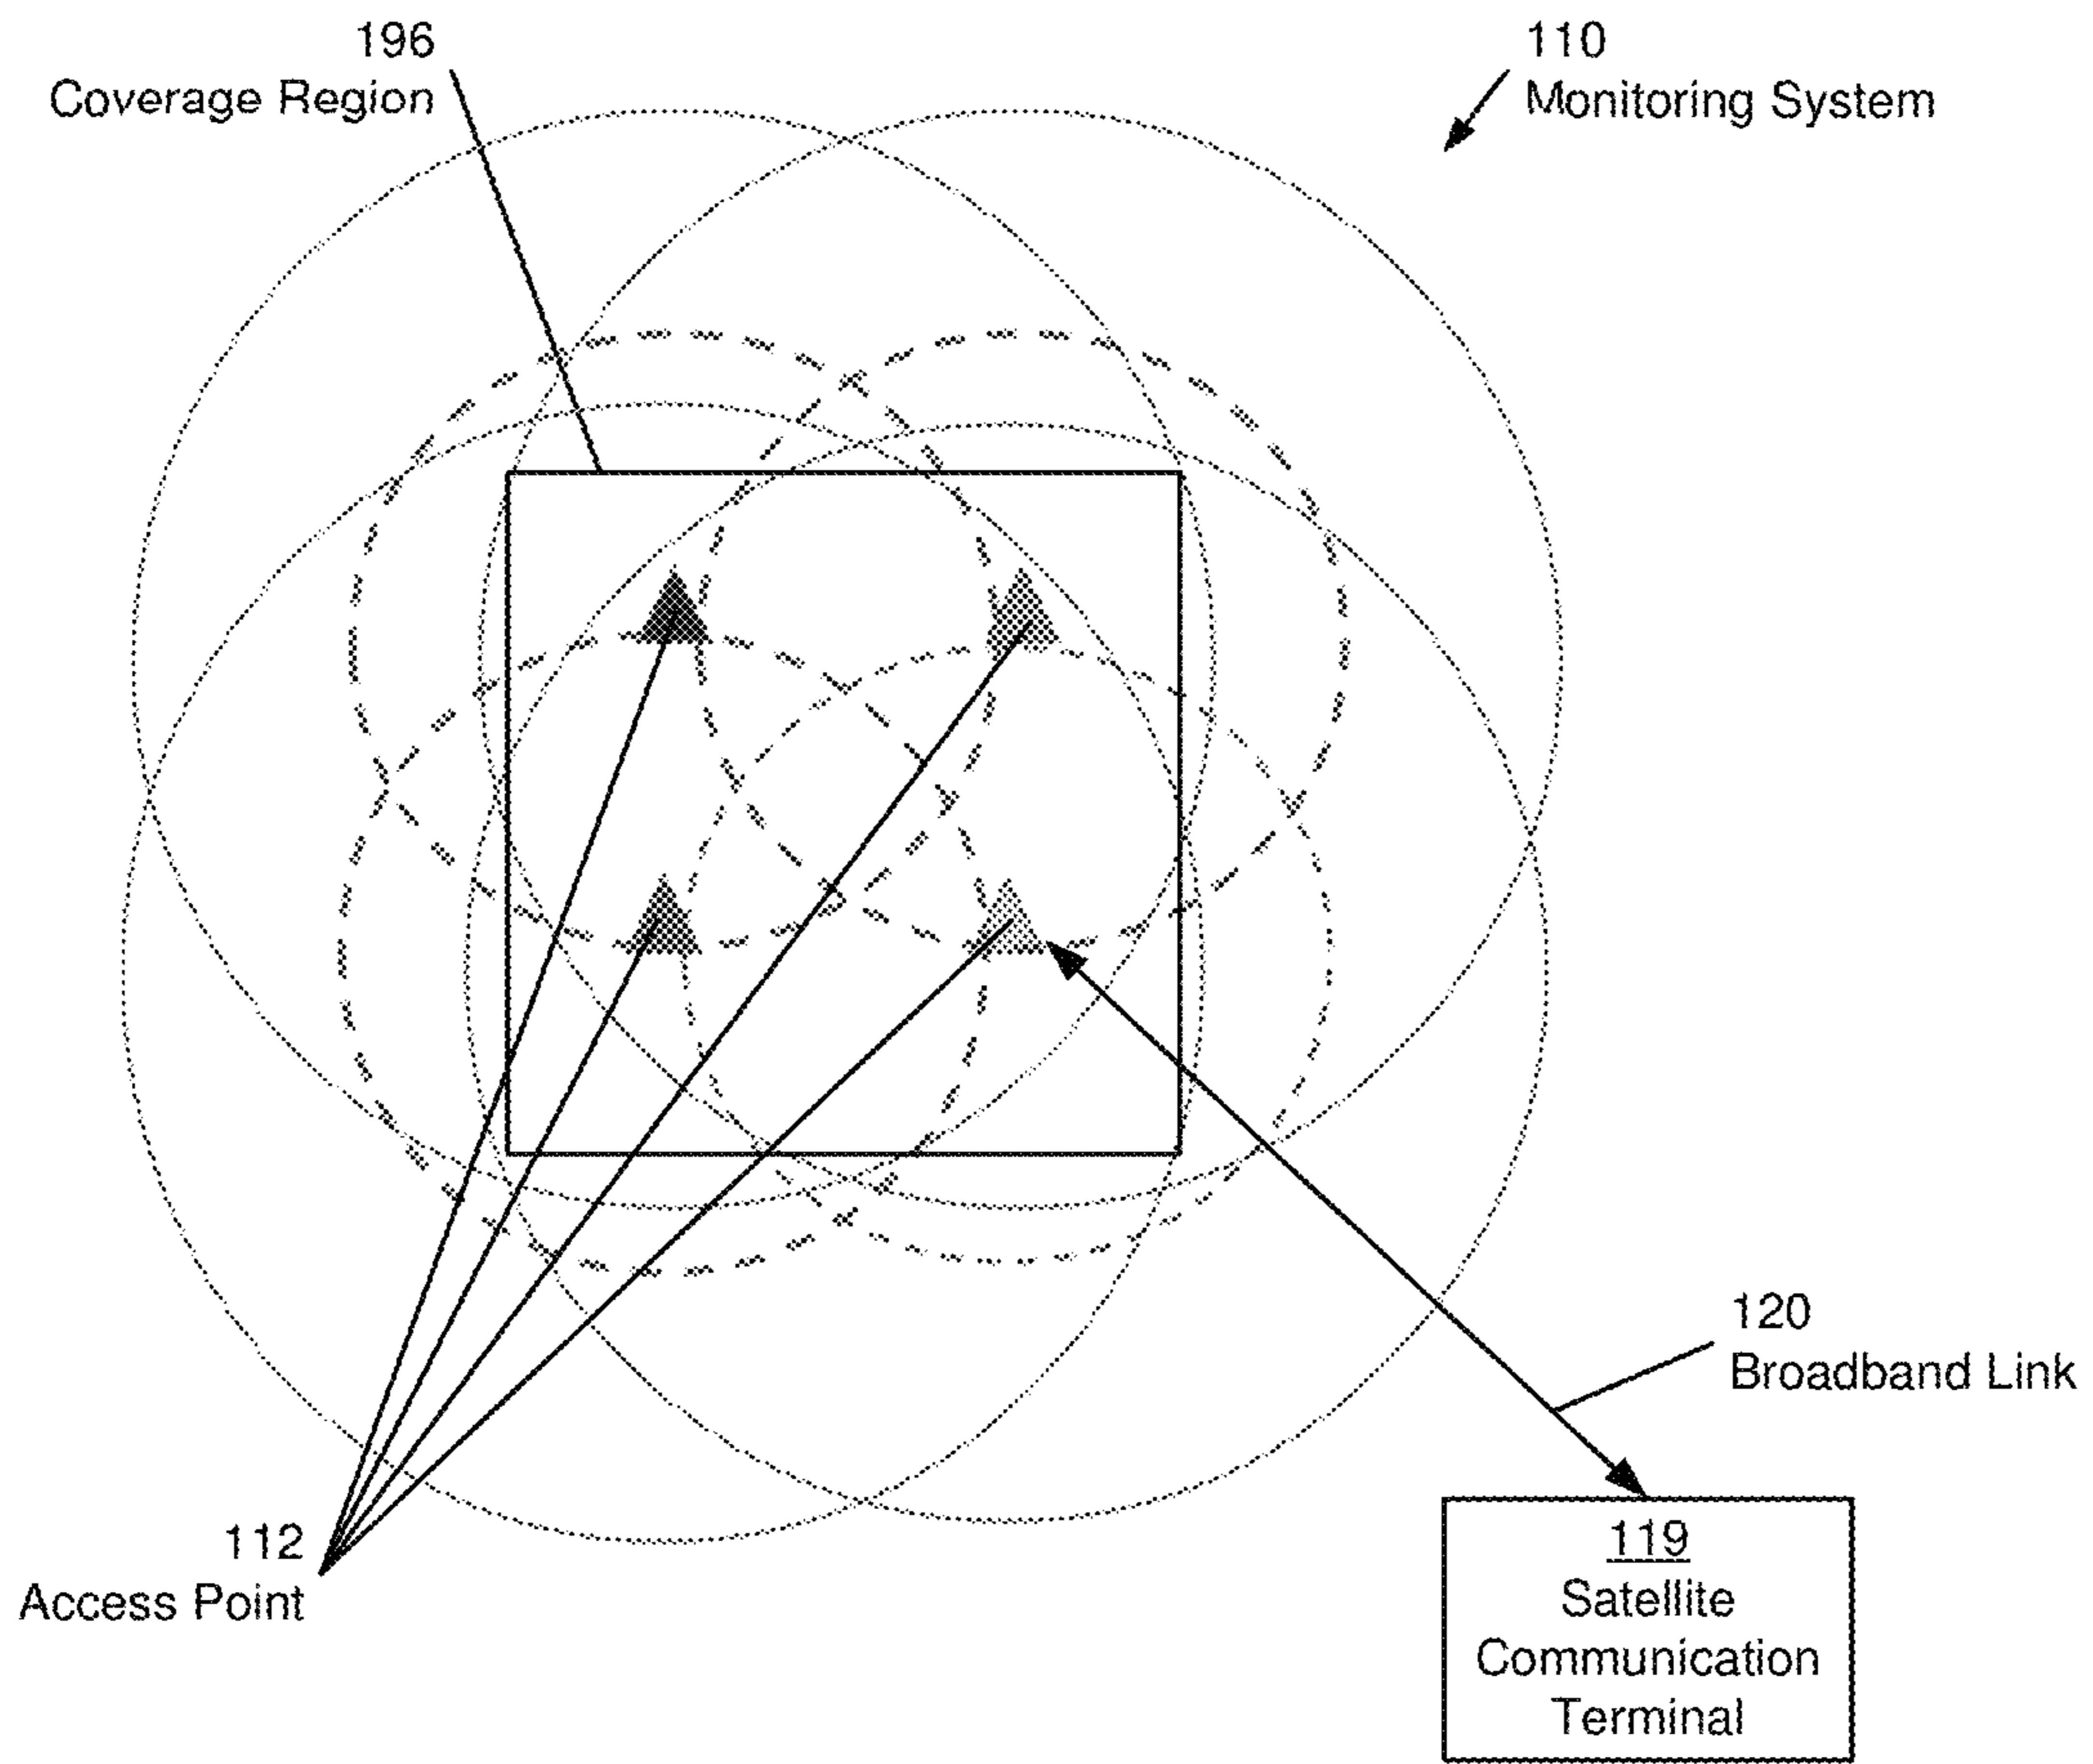 196
Coverage Region
110
Monitoring System
120
Broadband Link
112
Access Point
119
Satellite
Communication
Terminal